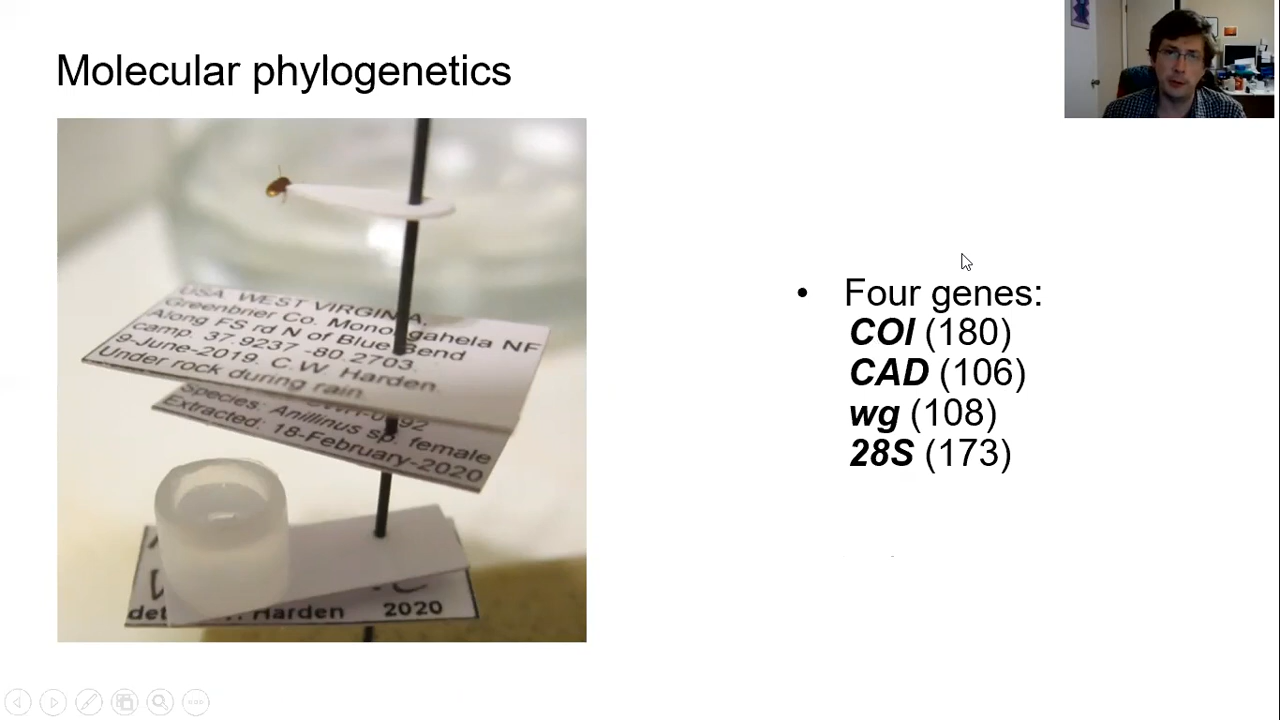 Molecular phylogenetics
USA. WEST VIRGINIA,
Greenbrier Co. Monongahela NF
Along FS rd N of Blue Bend
camp. 37.9237 -80.2703
9-June-2019. C.W. Harden
Under rock during rain
Species: Anillinus sp. female
Extracted: 18-February-2020
Harden 2020
• Four genes:
COI (180)
CAD (106)
wg (108)
28S (173)